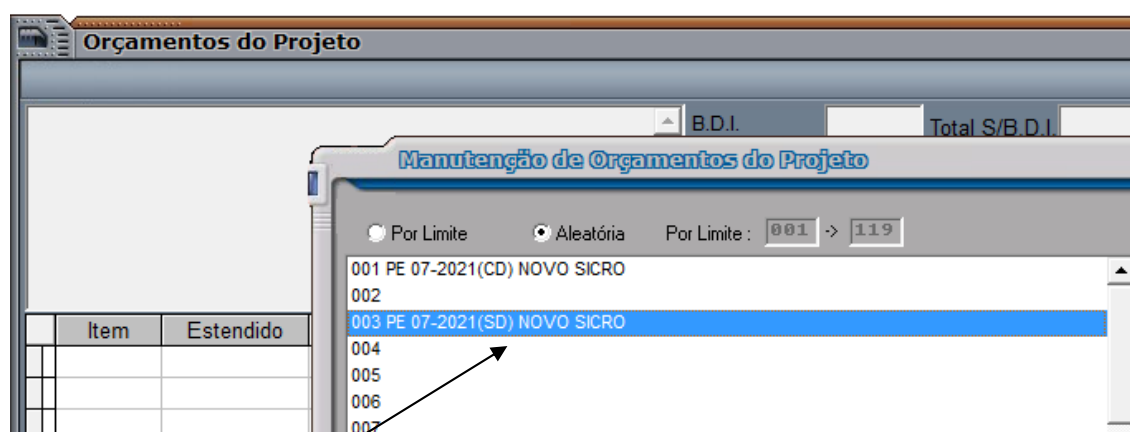 Orçamentos do Projeto
B.D.I. Total S/B.D.I.
Manutenção de Orçamentos do Projeto
Por Limite Aleatória Por Limite : 001 -> 119
001 PE 07-2021(CD) NOVO SICRO
002
003 PE 07-2021(SD) NOVO SICRO
Item Estendido
004
005
006
007